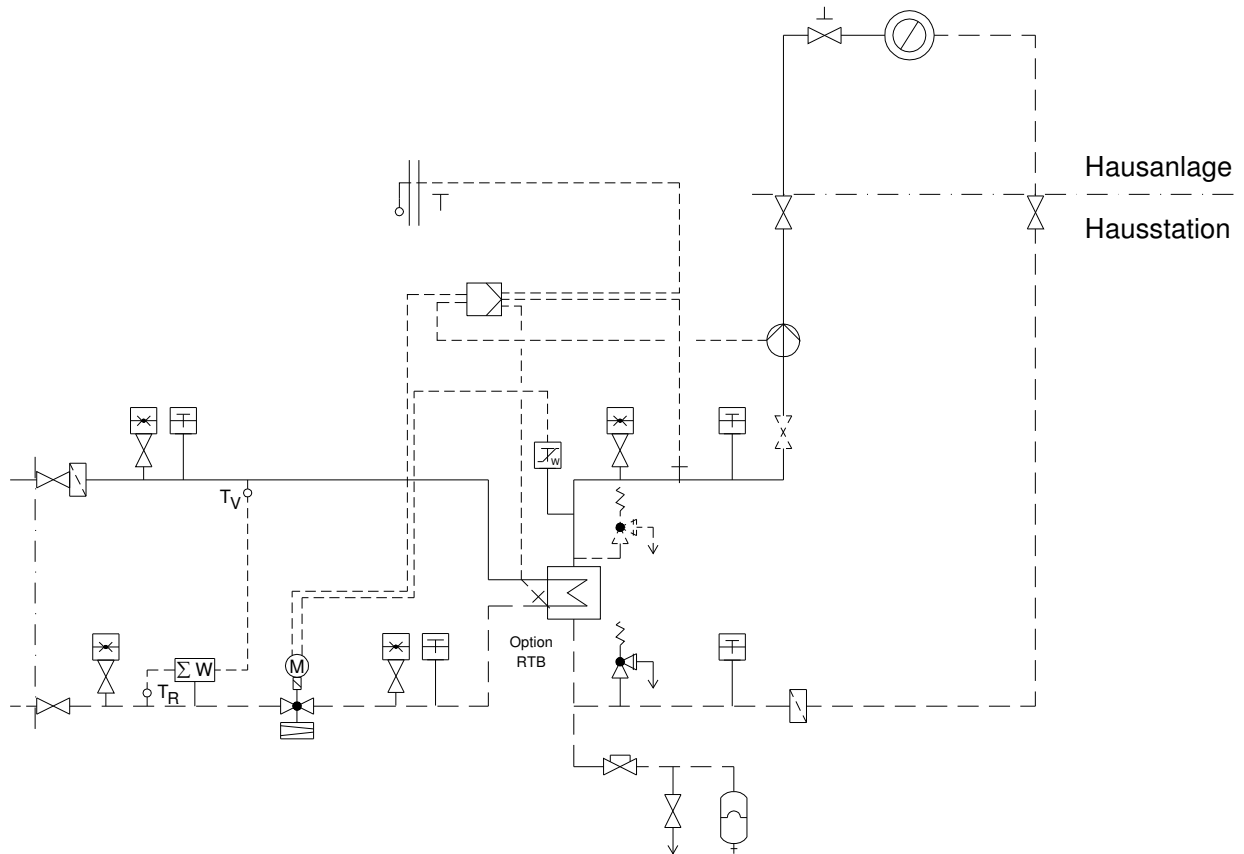 Hausanlage
T
Hausstation
T
T
W
T_V
Option
RTB
T
T
Σ W
M
T_R